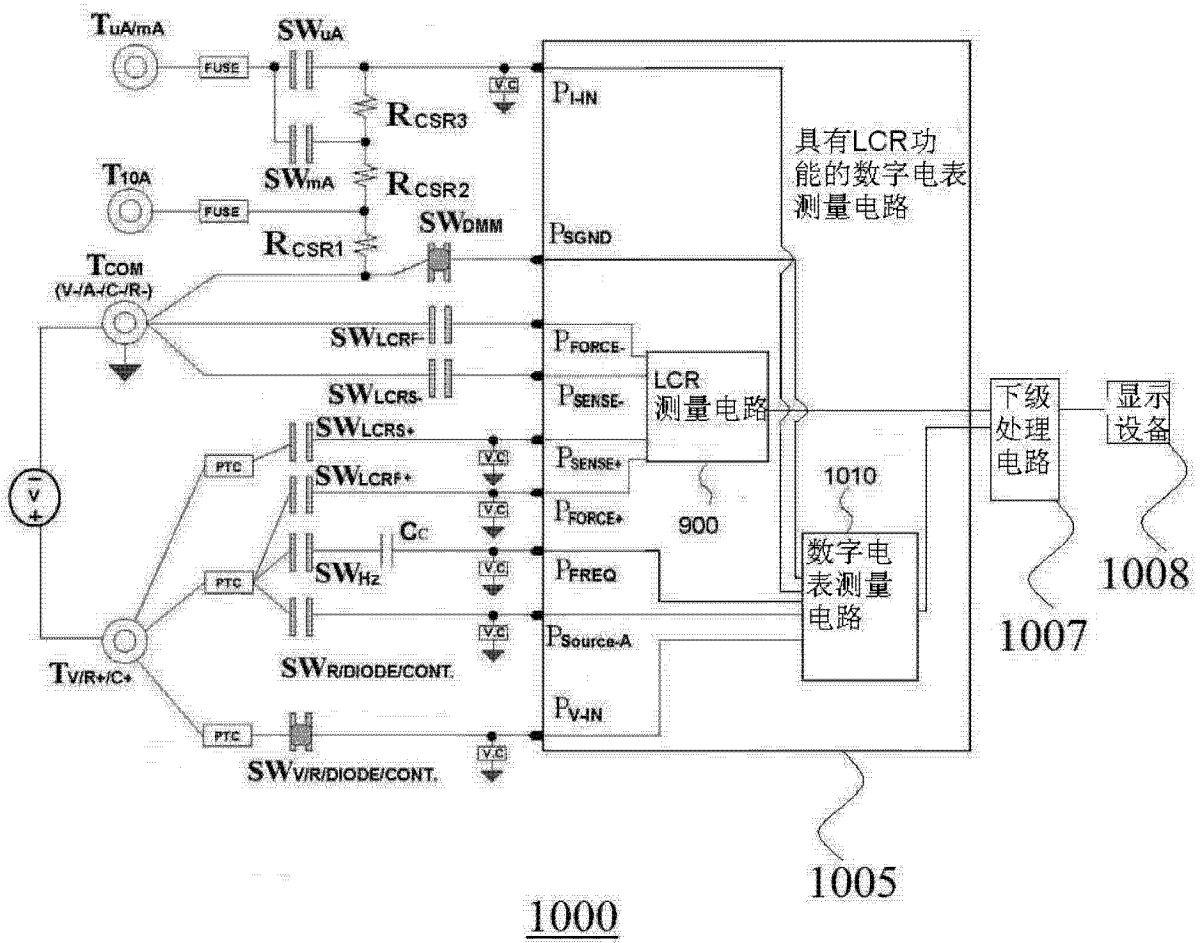 TuA/mA
SWuA
FUSE
V.C
PI-IN
RCSR3
SWmA
T10A
RCSR2
FUSE
SWDMM
PSGND
RCSR1
TCOM
(V-/A-/C-/R-)
具有LCR功
能的数字电表
测量电路
SWLCRF-
PFORCE-
SWLCRS-
PSENSE-
LCR
测量电路
下级
处理
电路
显示
设备
SWLCRS+
PTC
V.C
PSENSE+
SWLCRF+
V.C
PFORCE+
900
1010
V
CC
PTC
SWHz
V.C
PFREQ
数字电
表测量
电路
1008
1007
V.C
PSource-A
TV/R+/C+
SWR/DIODE/CONT.
PV-IN
PTC
V.C
SWV/R/DIODE/CONT.
1005
1000